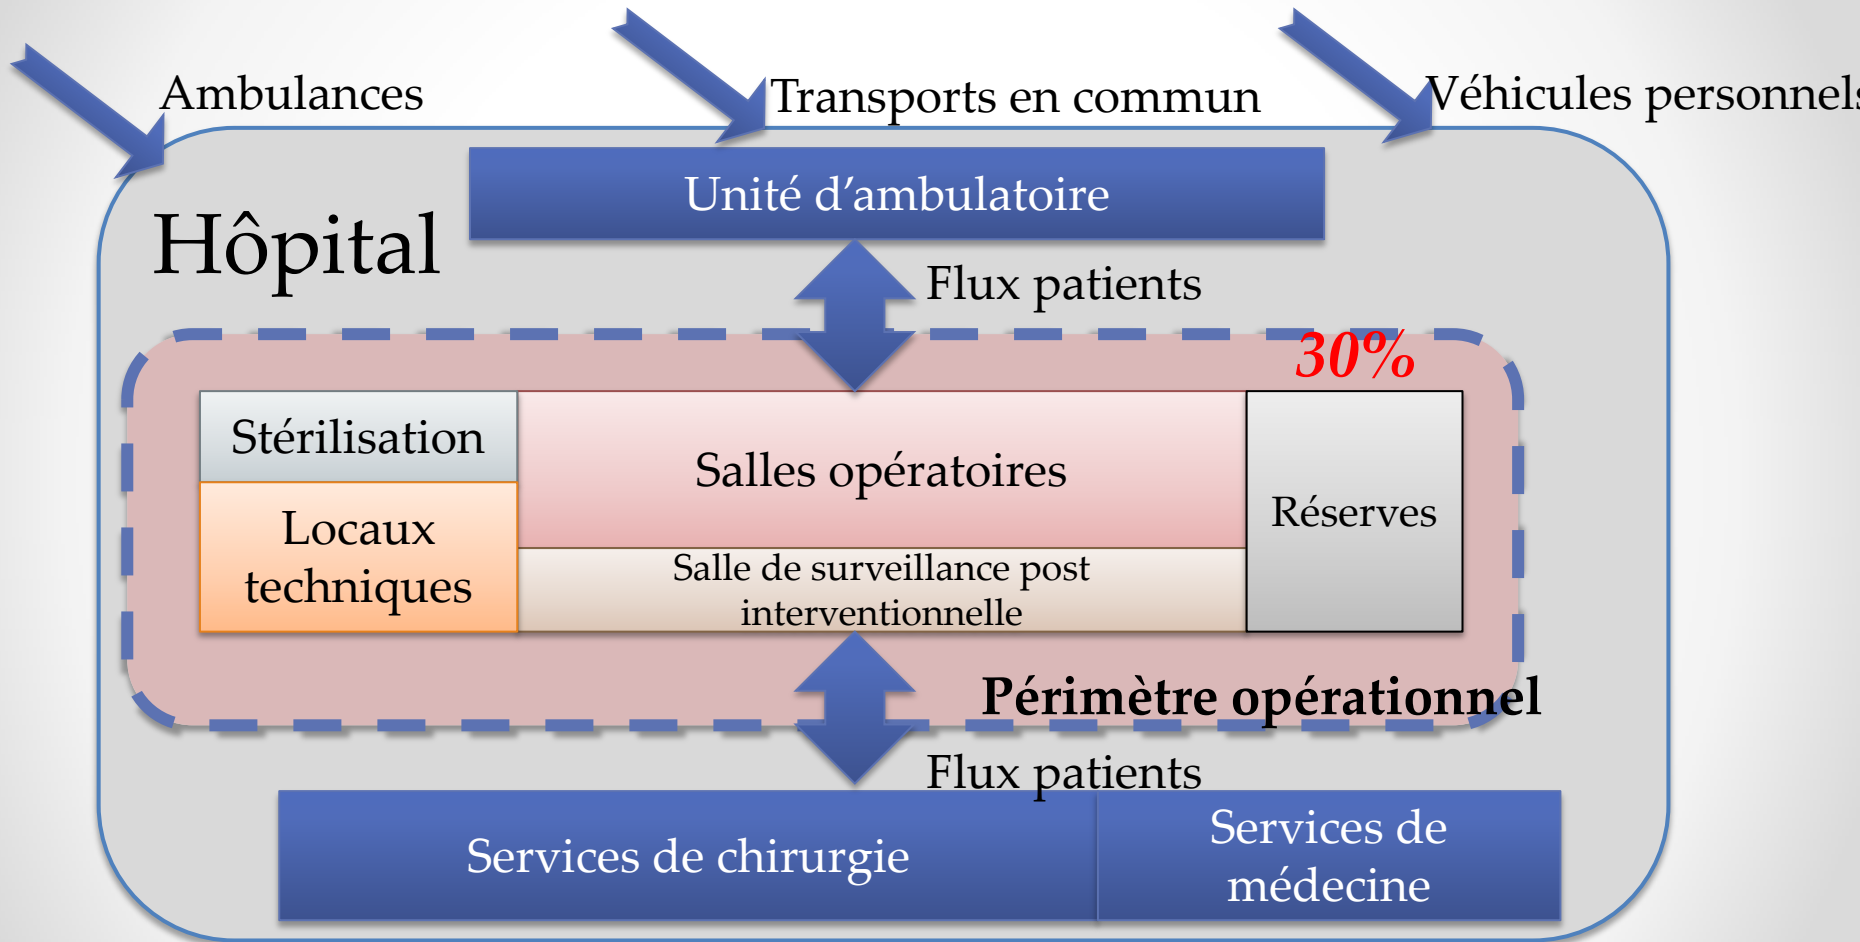 Ambulances
Transports en commun
Véhicules personnels
Unité d’ambulatoire
Hôpital
Flux patients
30%
Stérilisation
Salles opératoires
Réserves
Locaux
techniques
Salle de surveillance post
interventionnelle
Périmètre opérationnel
Flux patients
Services de chirurgie
Services de
médecine